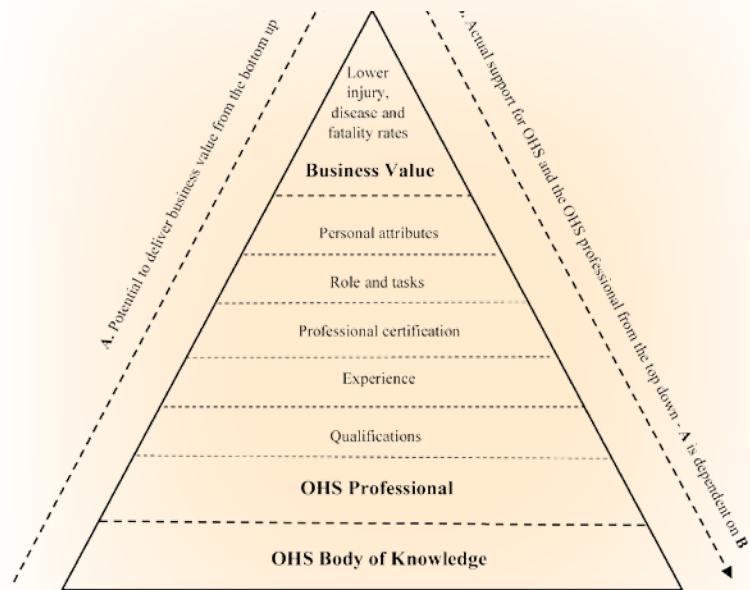 Lower
injury,
disease and
fatality rates
Business Value
Personal attributes
Role and tasks
Professional certification
Experience
Qualifications
OHS Professional
OHS Body of Knowledge
A. Potential to deliver business value from the bottom up
Actual support for OHS and the OHS professional from the top down - A is dependent on B